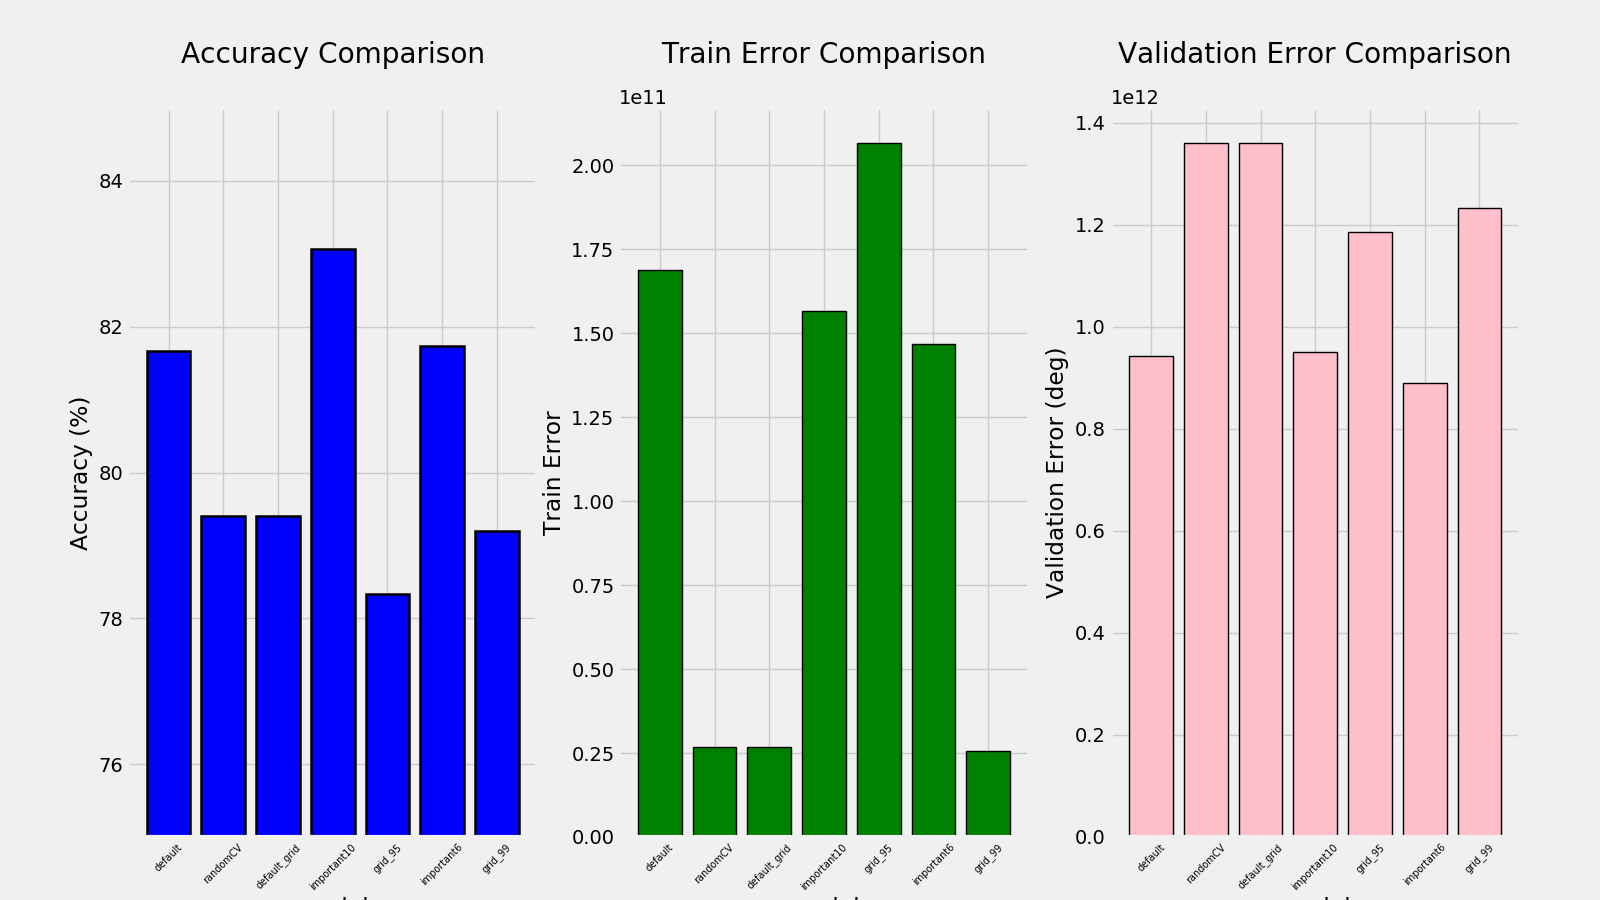 Accuracy Comparison
Accuracy (%)
84
82
80
78
76
default
randomCV
default_grid
important10
grid_95
important6
grid_99
Train Error Comparison
1e11
Train Error
2.00
1.75
1.50
1.25
1.00
0.75
0.50
0.25
0.00
default
randomCV
default_grid
important10
grid_95
important6
grid_99
Validation Error Comparison
1e12
Validation Error (deg)
1.4
1.2
1.0
0.8
0.6
0.4
0.2
0.0
default
randomCV
default_grid
important10
grid_95
important6
grid_99